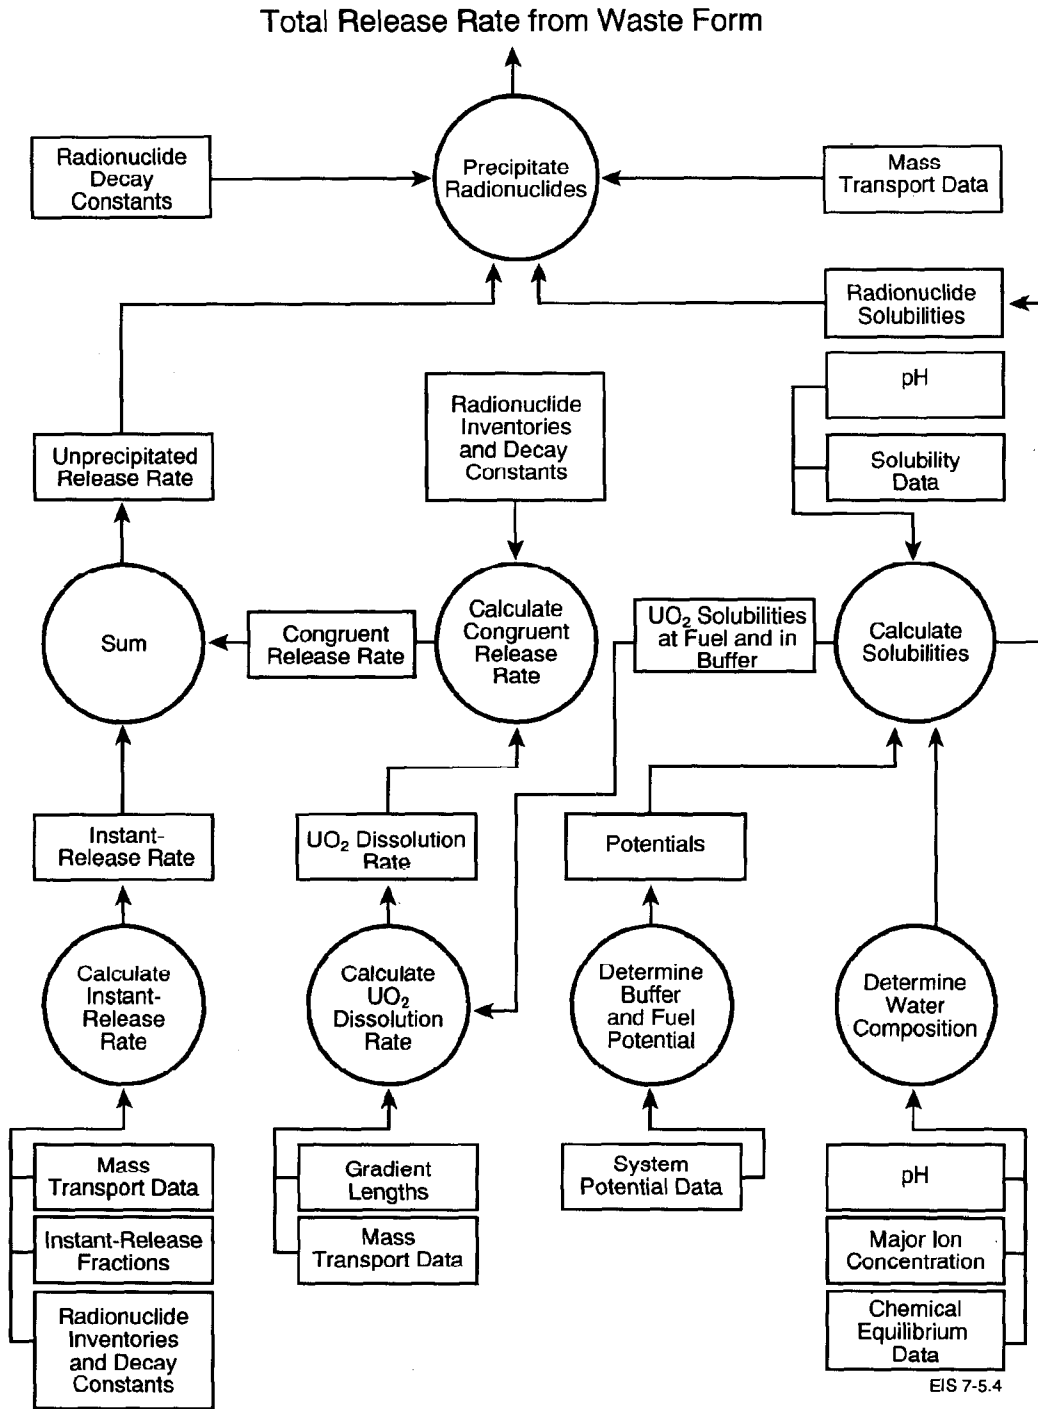 Total Release Rate from Waste Form
Radionuclide
Decay
Constants
Precipitate
Radionuclides
Mass
Transport Data
Radionuclide
Solubilities
pH
Solubility
Data
Radionuclide
Inventories
and Decay
Constants
Unprecipitated
Release Rate
Sum
Congruent
Release Rate
Calculate
Congruent
Release
Rate
UO₂ Solubilities
at Fuel and in
Buffer
Calculate
Solubilities
Instant-
Release Rate
UO₂ Dissolution
Rate
Potentials
Calculate
Instant-
Release
Rate
Calculate
UO₂
Dissolution
Rate
Determine
Buffer
and Fuel
Potential
Determine
Water
Composition
Mass
Transport Data
Instant-Release
Fractions
Radionuclide
Inventories
and Decay
Constants
Gradient
Lengths
Mass
Transport Data
System
Potential Data
pH
Major Ion
Concentration
Chemical
Equilibrium
Data
EIS 7-5.4